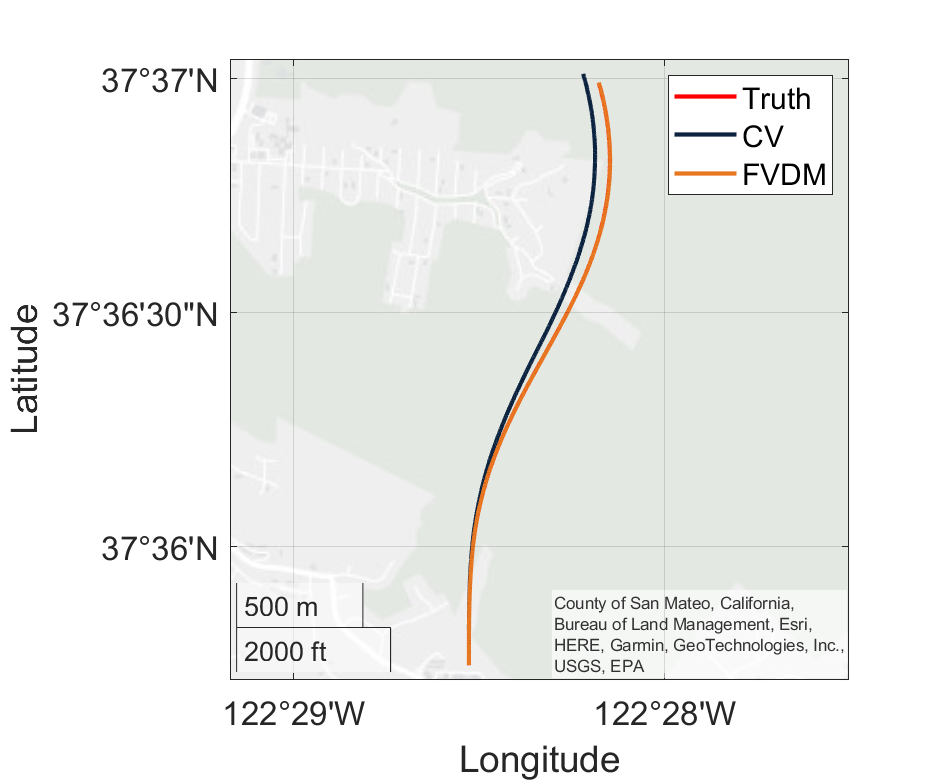 37°37'N
Truth
CV
FVDM
37°36'30"N
Latitude
37°36'N
500 m
2000 ft
County of San Mateo, California,
Bureau of Land Management, Esri,
HERE, Garmin, GeoTechnologies, Inc.,
USGS, EPA
122°29'W
122°28'W
Longitude